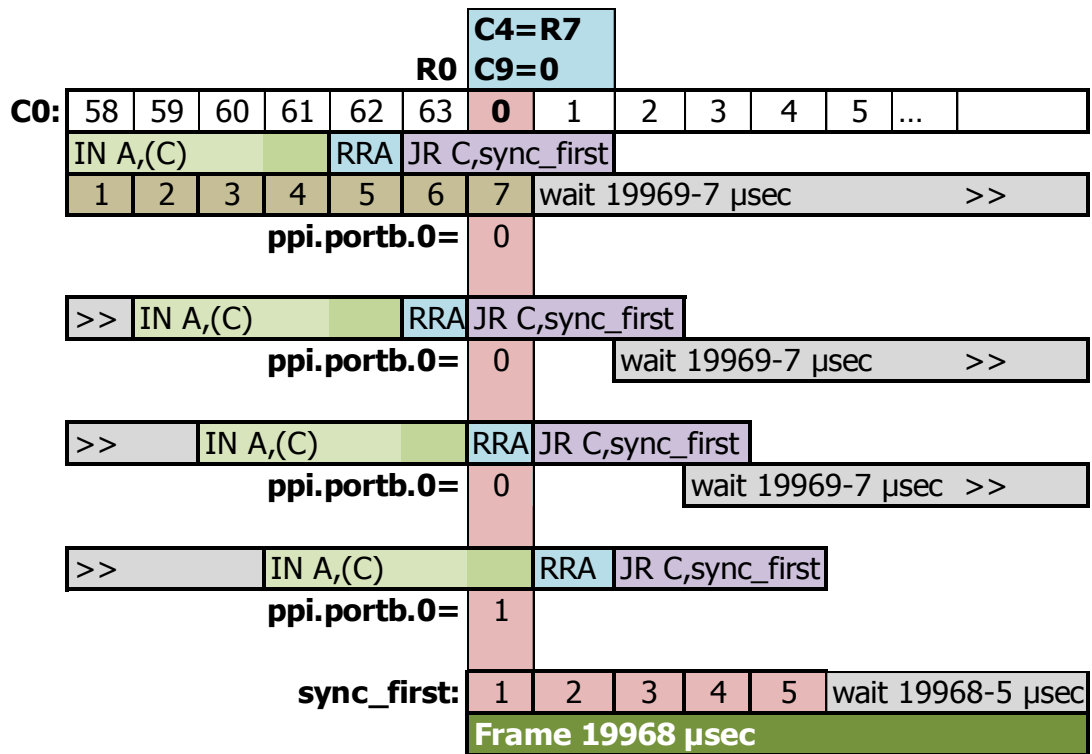 C4=R7
R0 C9=0
C0: 58 59 60 61 62 63 0 1 2 3 4 5 ...
IN A,(C) RRA JR C,sync_first
1 2 3 4 5 6 7 wait 19969-7 µsec >>
ppi.portb.0= 0
>> IN A,(C) RRA JR C,sync_first
ppi.portb.0= 0 wait 19969-7 µsec >>
>> IN A,(C) RRA JR C,sync_first
ppi.portb.0= 0 wait 19969-7 µsec >>
>> IN A,(C) RRA JR C,sync_first
ppi.portb.0= 1
sync_first: 1 2 3 4 5 wait 19968-5 µsec
Frame 19968 µsec